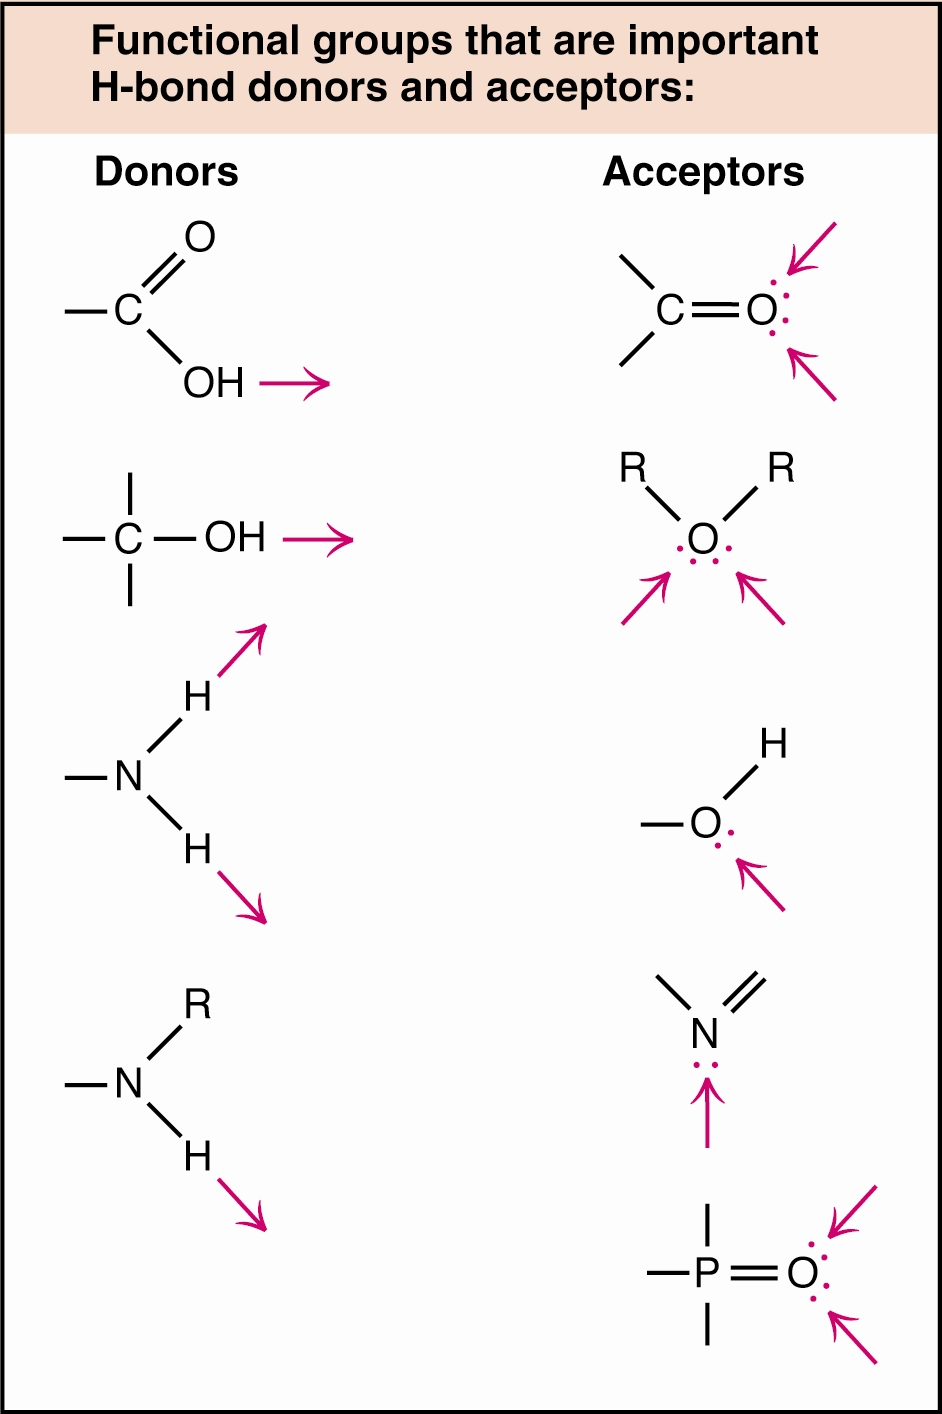 Functional groups that are important
H-bond donors and acceptors:
Donors
Acceptors
O
C
OH
C=O
C—OH
R R
O
H
N
H
H
O
R
N
H
N
P=O